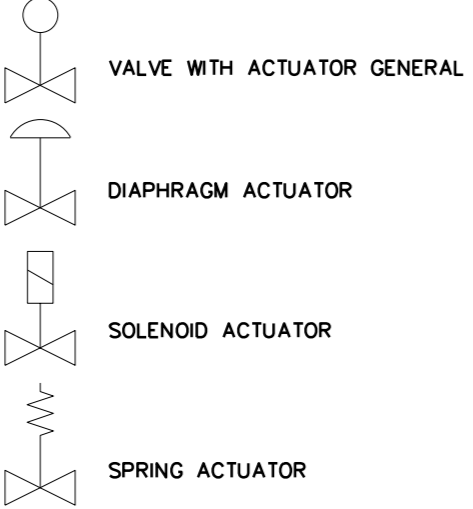 VALVE WITH ACTUATOR GENERAL
DIAPHRAGM ACTUATOR
SOLENOID ACTUATOR
SPRING ACTUATOR